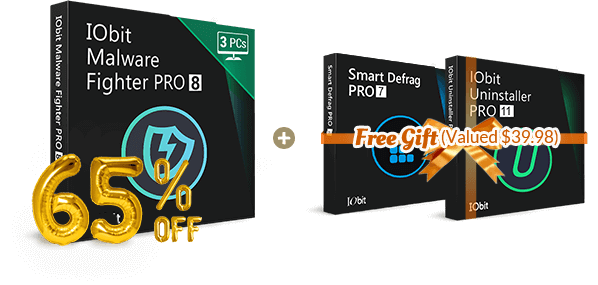 IObit
Malware
Fighter PRO 8
3 PCs
IObit Malware Fighter PRO 8
65% OFF
+
Smart Defrag
PRO 7
Smart Defrag PRO
IObit
IObit
Uninstaller
PRO 11
IObit Uninstaller PRO
IObit
Free Gift (Valued $39.98)